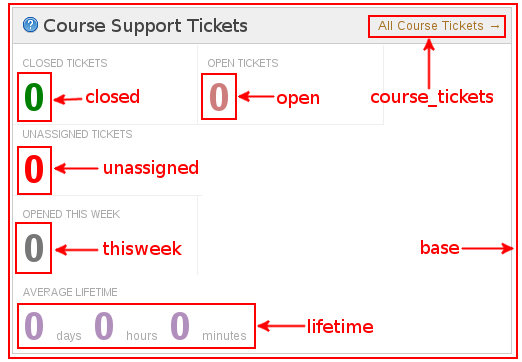 Course Support Tickets
All Course Tickets →
CLOSED TICKETS
OPEN TICKETS
0
closed
0
open
course_tickets
UNASSIGNED TICKETS
0
unassigned
OPENED THIS WEEK
0
thisweek
base
AVERAGE LIFETIME
0 days 0 hours 0 minutes
lifetime